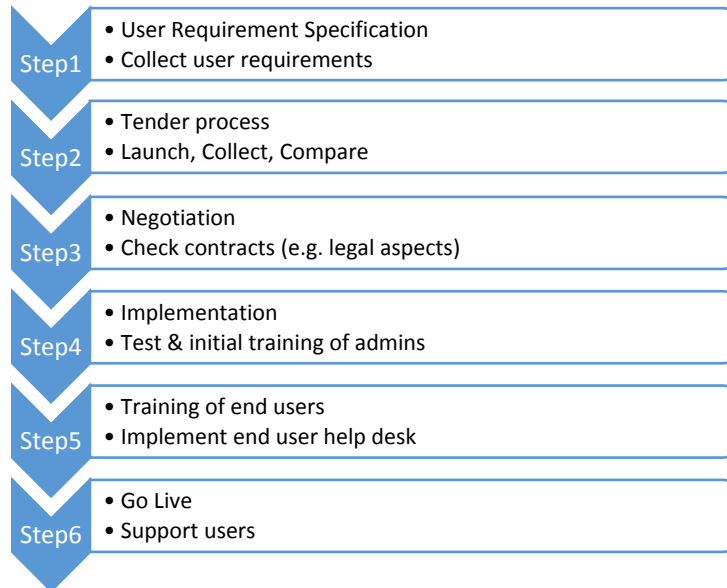 Step1
• User Requirement Specification
• Collect user requirements
Step2
• Tender process
• Launch, Collect, Compare
Step3
• Negotiation
• Check contracts (e.g. legal aspects)
Step4
• Implementation
• Test & initial training of admins
Step5
• Training of end users
• Implement end user help desk
Step6
• Go Live
• Support users